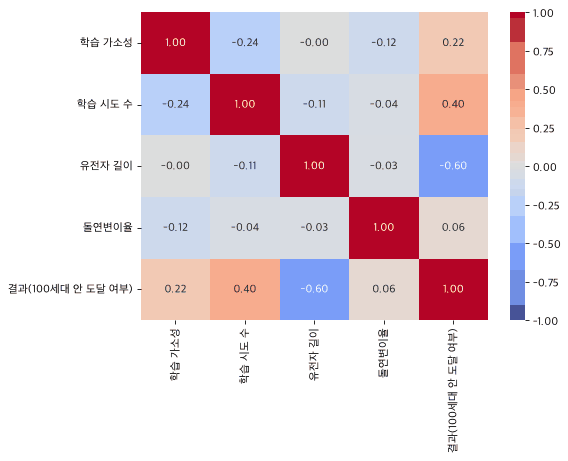 학습 가소성
1.00 -0.24 -0.00 -0.12 0.22
학습 시도 수
-0.24 1.00 -0.11 -0.04 0.40
유전자 길이
-0.00 -0.11 1.00 -0.03 -0.60
돌연변이율
-0.12 -0.04 -0.03 1.00 0.06
결과(100세대 안 도달 여부)
0.22 0.40 -0.60 0.06 1.00
학습 가소성
학습 시도 수
유전자 길이
돌연변이율
결과(100세대 안 도달 여부)
1.00
0.75
0.50
0.25
0.00
-0.25
-0.50
-0.75
-1.00